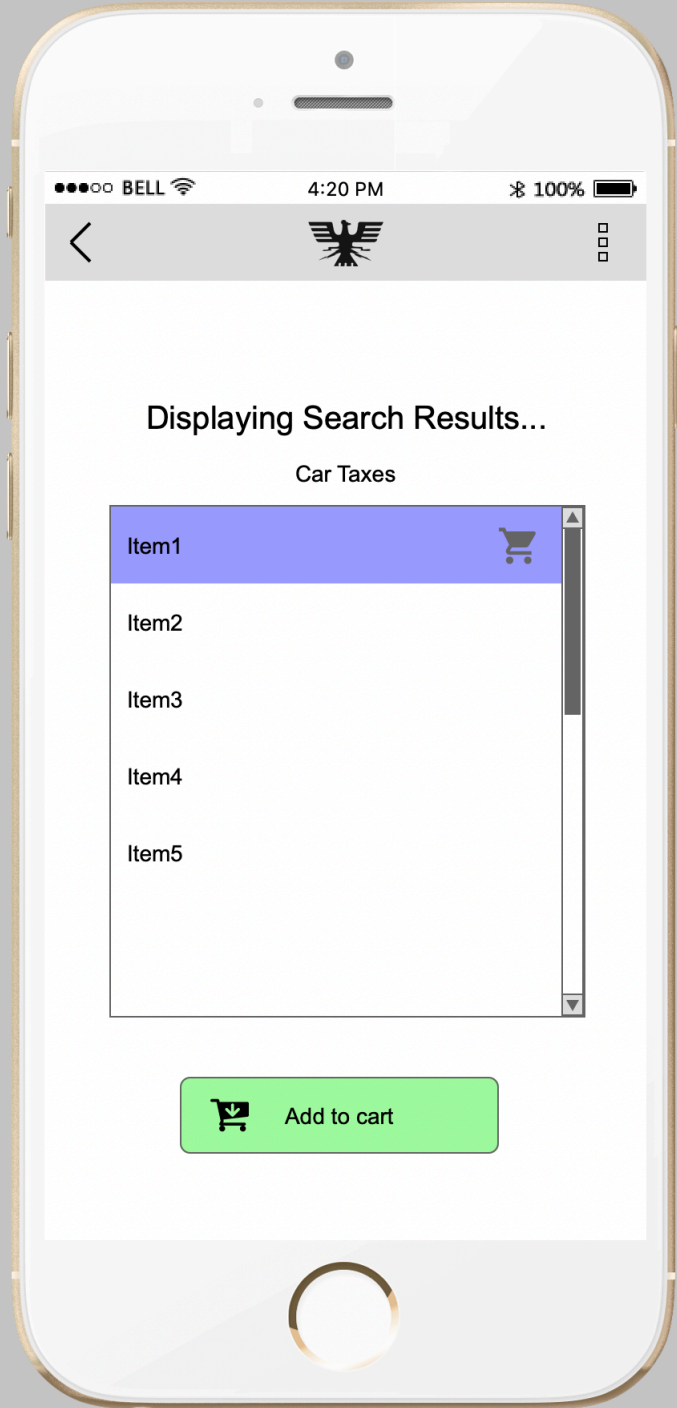 BELL 4:20 PM 100%
Displaying Search Results...
Car Taxes
Item1
Item2
Item3
Item4
Item5
Add to cart